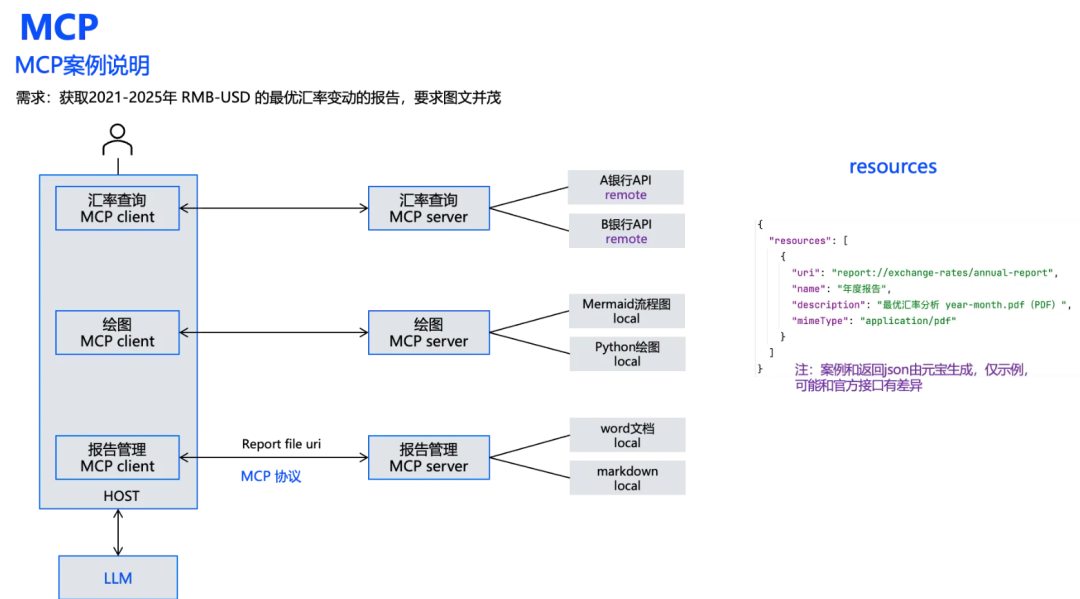 MCP
MCP案例说明
需求：获取2021-2025年 RMB-USD 的最优汇率变动的报告，要求图文并茂
汇率查询
MCP client
汇率查询
MCP server
A银行API
remote
B银行API
remote
绘图
MCP client
绘图
MCP server
Mermaid流程图
local
Python绘图
local
报告管理
MCP client
Report file uri
MCP 协议
报告管理
MCP server
word文档
local
markdown
local
HOST
LLM
resources
{
"resources": [
{
"uri": "report://exchange-rates/annual-report",
"name": "年度报告",
"description": "最优汇率分析 year-month.pdf (PDF) ",
"mimeType": "application/pdf"
}
]
}
注：案例和返回json由元宝生成，仅示例，
可能和官方接口有差异